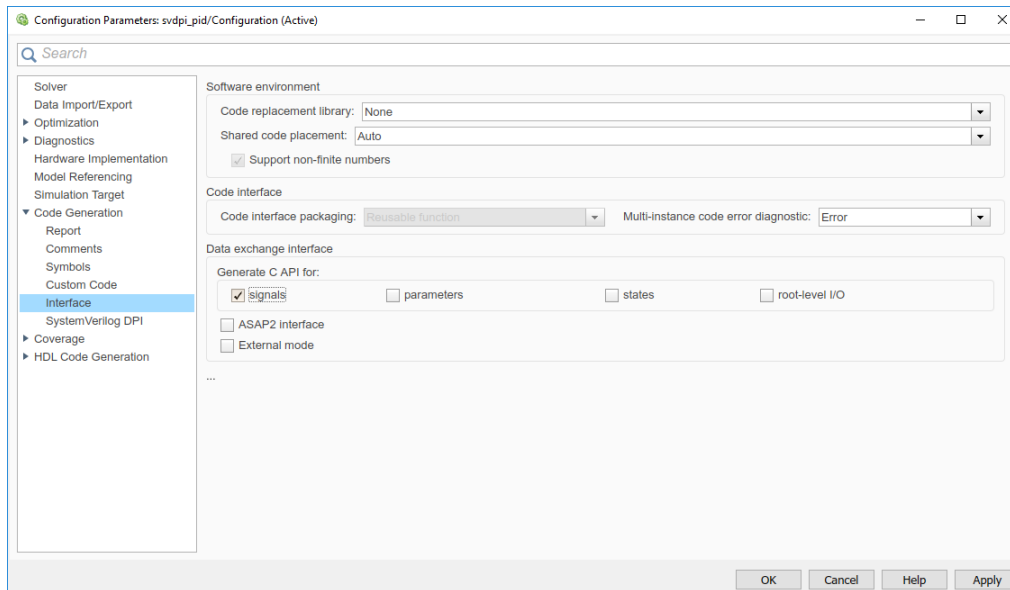 Configuration Parameters: svdpi_pid/Configuration (Active)
Search
Solver
Data Import/Export
Optimization
Diagnostics
Hardware Implementation
Model Referencing
Simulation Target
Code Generation
Report
Comments
Symbols
Custom Code
Interface
SystemVerilog DPI
Coverage
HDL Code Generation
Software environment
Code replacement library: None
Shared code placement: Auto
Support non-finite numbers
Code interface
Code interface packaging: Reusable function Multi-instance code error diagnostic: Error
Data exchange interface
Generate C API for:
signals parameters states root-level I/O
ASAP2 interface
External mode
...
OK Cancel Help Apply